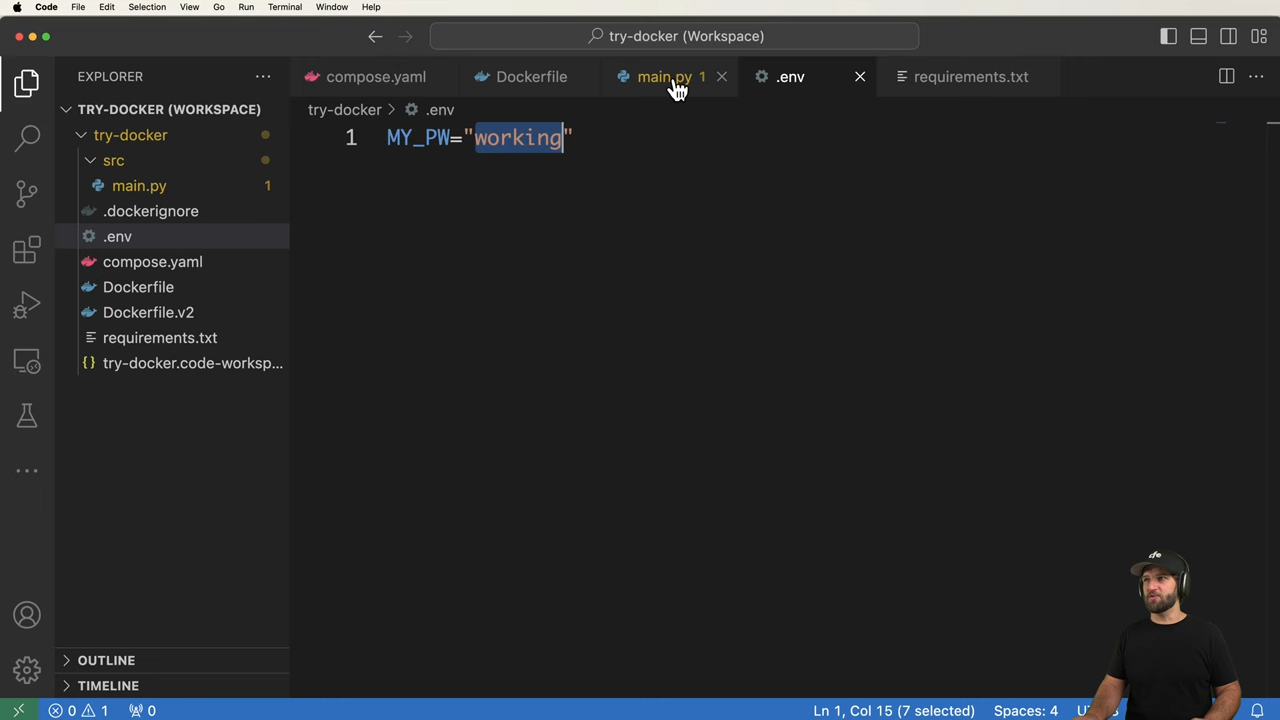 Code File Edit Selection View Go Run Terminal Window Help
try-docker (Workspace)
EXPLORER
compose.yaml
Dockerfile
main.py 1
.env
requirements.txt
TRY-DOCKER (WORKSPACE)
try-docker
src
main.py 1
.dockerignore
.env
compose.yaml
Dockerfile
Dockerfile.v2
requirements.txt
{} try-docker.code-worksp...
OUTLINE
TIMELINE
try-docker > .env
1 MY_PW="working"
cfe
0 1 0
Ln 1, Col 15 (7 selected) Spaces: 4